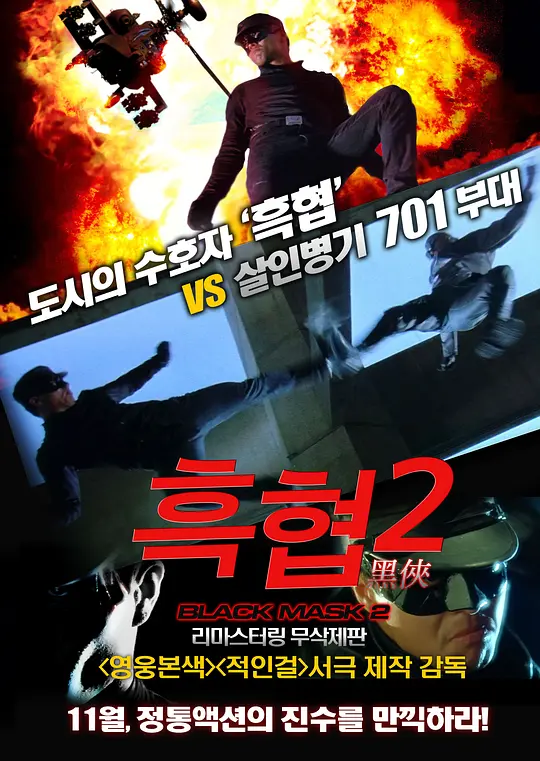 도시의 수호자 '흑협'
VS 살인병기 701 부대
흑협2
黑俠
BLACK MASK 2
리마스터링 무삭제판
<영웅본색><적인걸>서극 제작 감독
11월, 정통액션의 진수를 만끽하라!